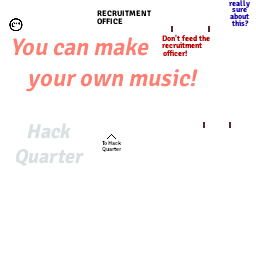 really
sure
about
this?
RECRUITMENT
OFFICE
Don't feed the
recruitment
officer!
You can make
your own music!
Hack
Quarter
To Hack
Quarter